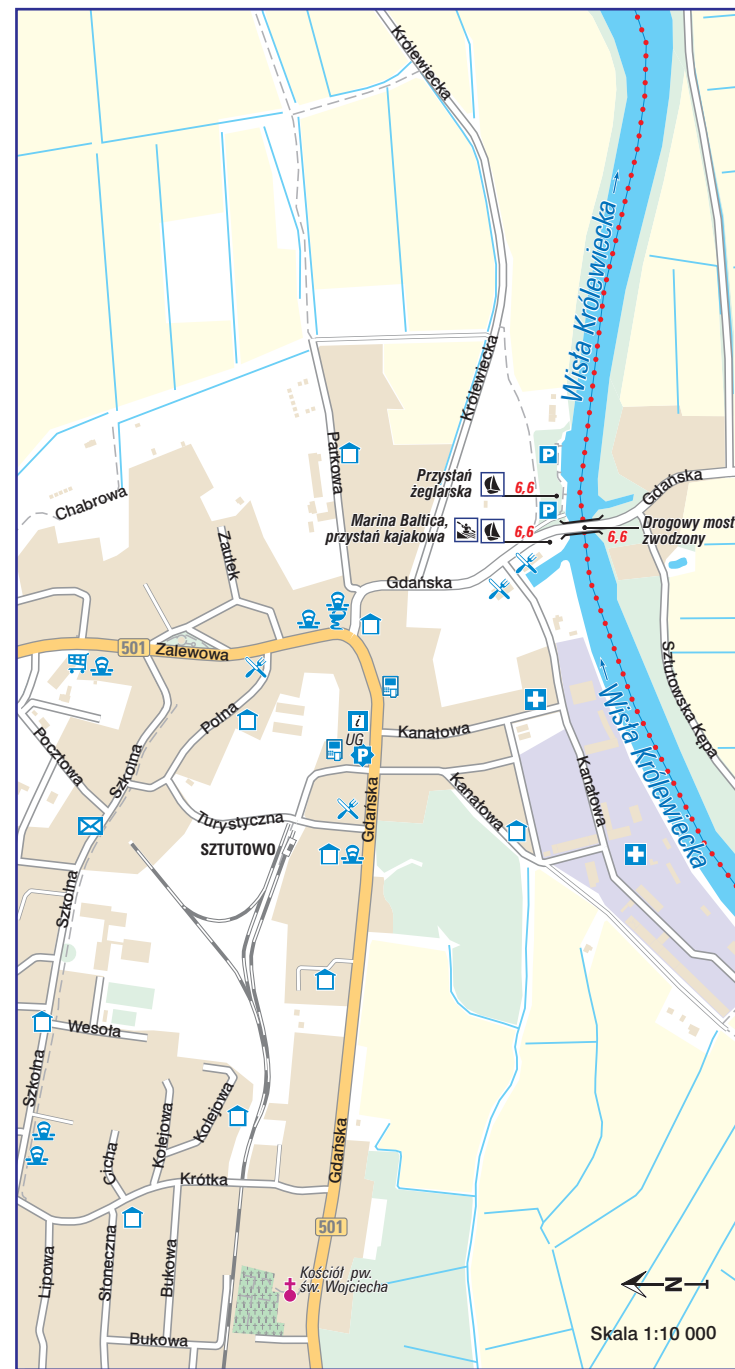 Królewiecka
Wisła Królewiecka →
Królewiecka
Parkowa
Chabrowa
Przystań
żeglarska
6,6
P
P
Gdańska
Marina Baltica,
przystań kajakowa
6,6
Drogowy most
zwodzony
6,6
Zaułek
Gdańska
501
Zalewowa
Sztutowska Kępa
← Wisła Królewiecka
Polna
i
UG
P
Kanałowa
Pocztowa
Szkolna
Kanałowa
Kanałowa
Turystyczna
Gdańska
SZTUTOWO
Szkolna
Wesoła
Szkolna
Kolejowa
Kolejowa
Cicha
Gdańska
Krótka
501
Lipowa
Słoneczna
Bukowa
Kościół pw.
św. Wojciecha
N
Bukowa
Skala 1:10 000